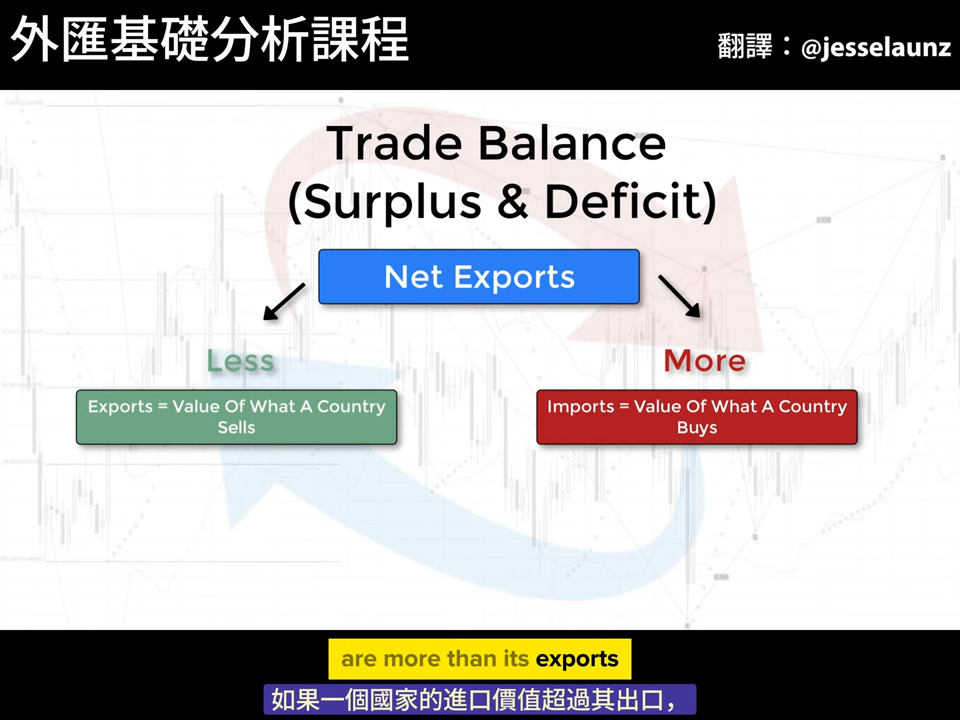 外匯基礎分析課程
翻譯：@jesselaunz
Trade Balance
(Surplus & Deficit)
Net Exports
Less
More
Exports = Value Of What A Country
Sells
Imports = Value Of What A Country
Buys
are more than its exports
如果一個國家的進口價值超過其出口，